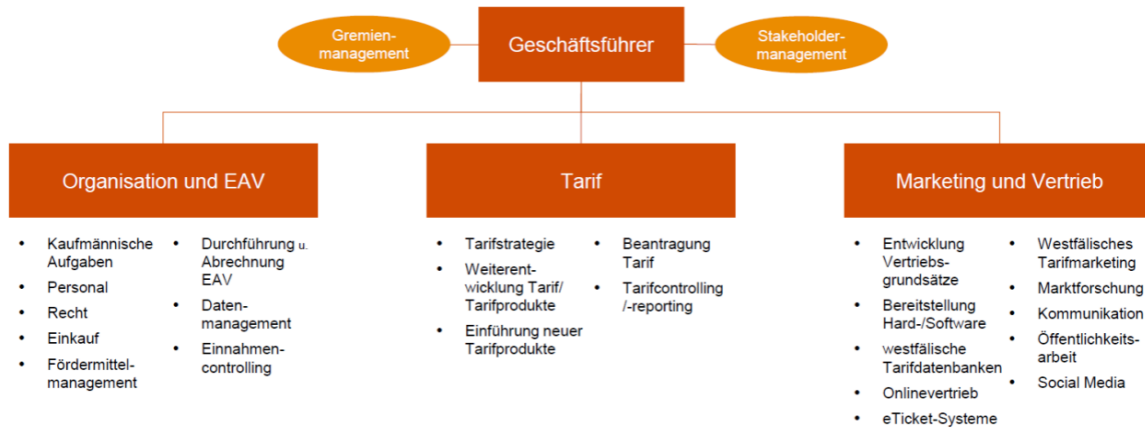 Gremien-
management
Geschäftsführer
Stakeholder-
management
Organisation und EAV
• Kaufmännische
Aufgaben
• Personal
• Recht
• Einkauf
• Fördermittel-
management
• Durchführung u.
Abrechnung
EAV
• Daten-
management
• Einnahmen-
controlling
Tarif
• Tarifstrategie
• Weiterent-
wicklung Tarif/
Tarifprodukte
• Einführung neuer
Tarifprodukte
• Beantragung
Tarif
• Tarifcontrolling
/-reporting
Marketing und Vertrieb
• Entwicklung
Vertriebs-
grundsätze
• Bereitstellung
Hard-/Software
• westfälische
Tarifdatenbanken
• Onlinevertrieb
• eTicket-Systeme
• Westfälisches
Tarifmarketing
• Marktforschung
• Kommunikation
• Öffentlichkeits-
arbeit
• Social Media